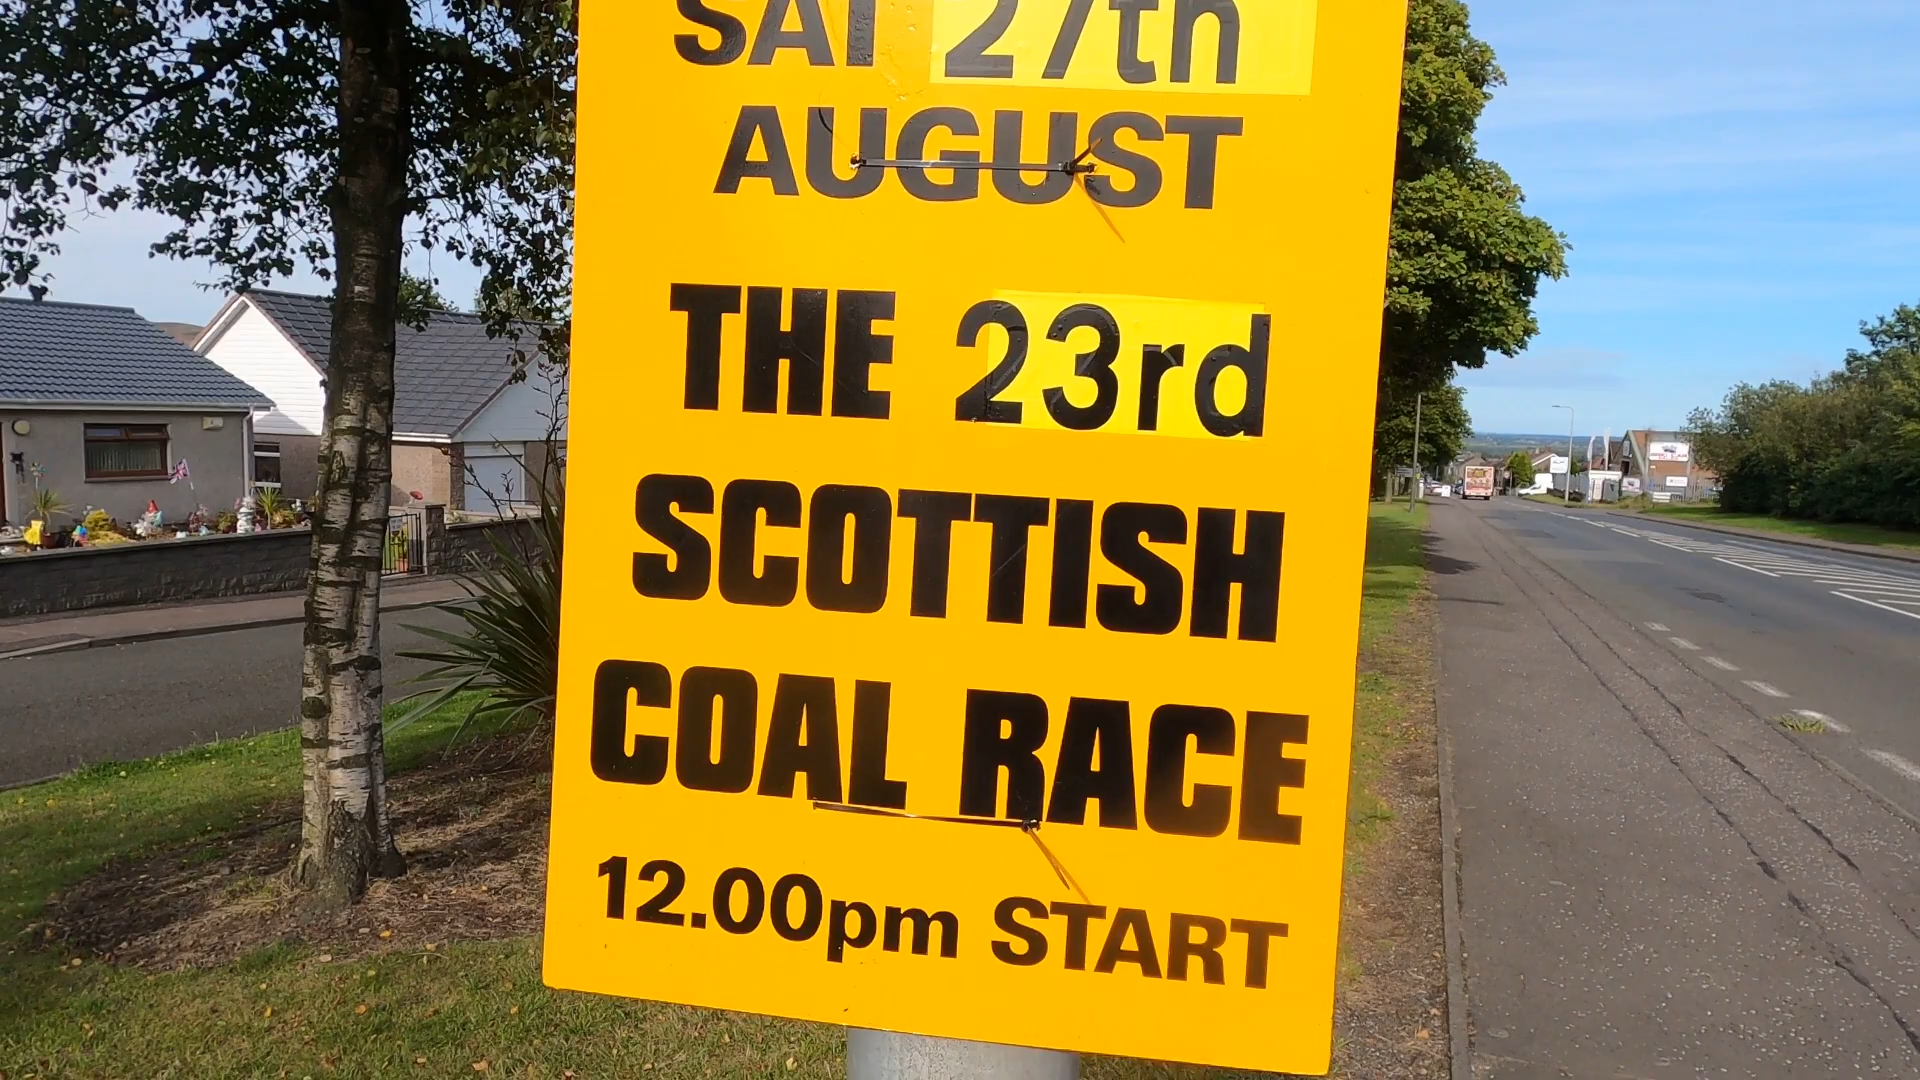 SAT 27th
AUGUST
THE 23rd
SCOTTISH
COAL RACE
12.00pm START